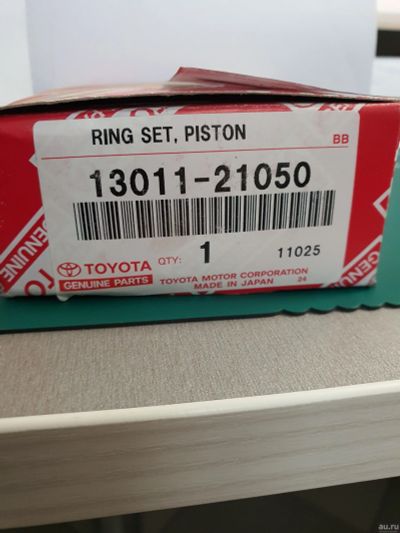 RING SET, PISTON
BB
13011-21050
TOYOTA QTY: 1 11025
GENUINE PARTS
TOYOTA MOTOR CORPORATION
MADE IN JAPAN 24
GENUINE
au.ru